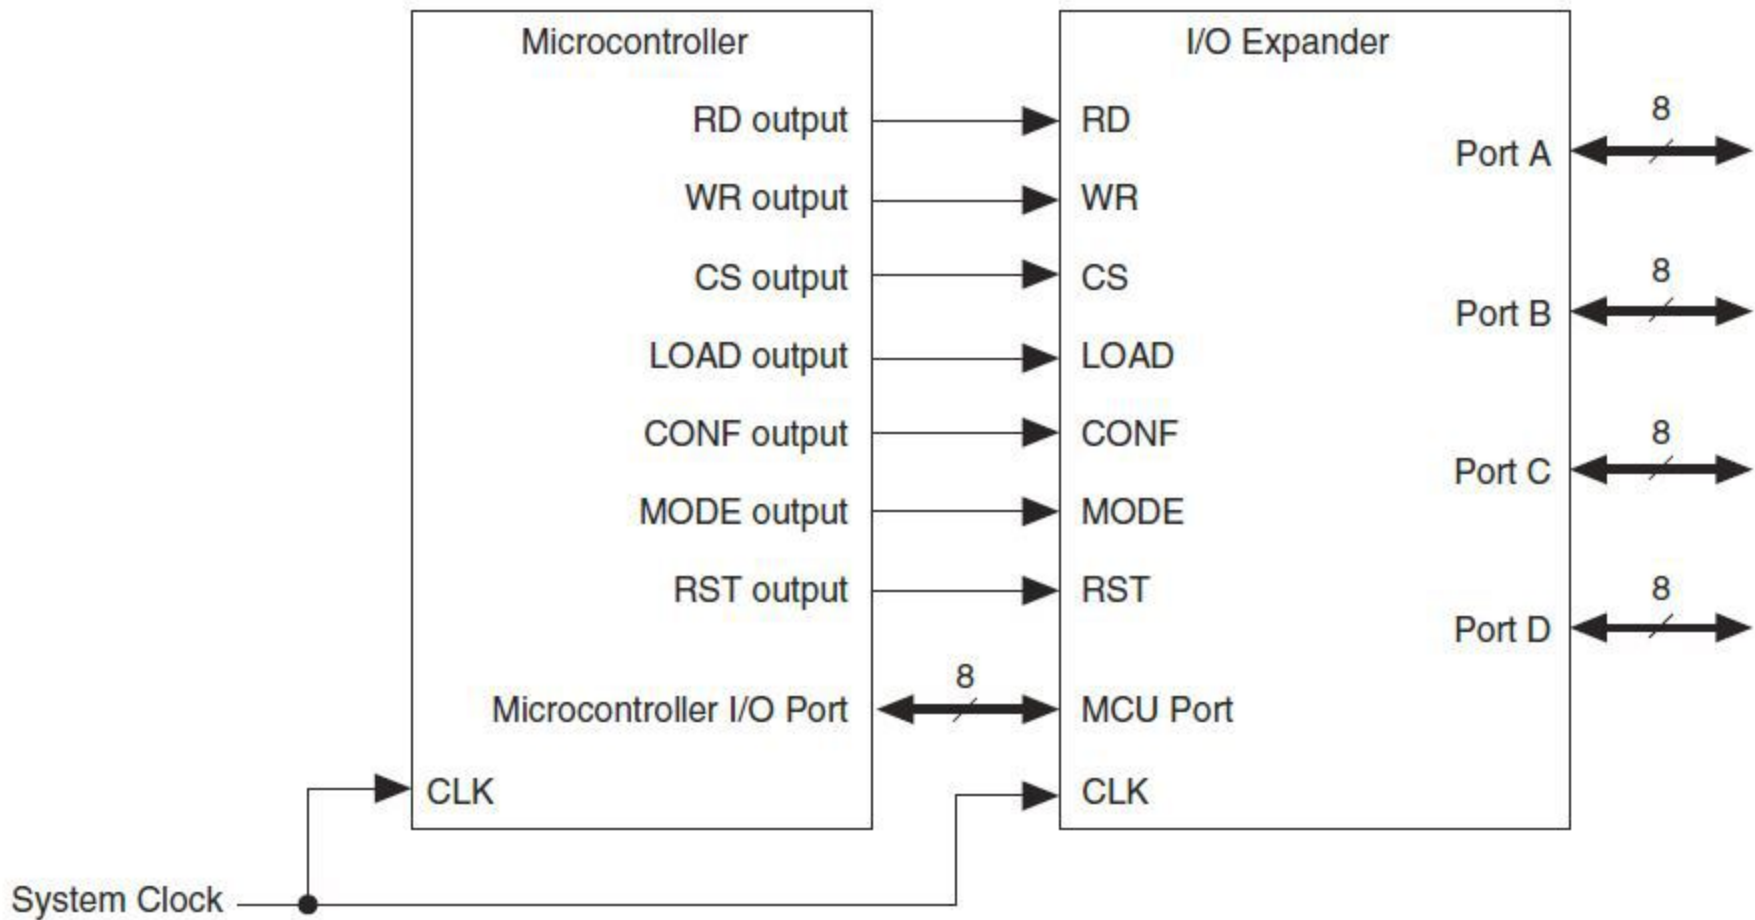 Microcontroller
I/O Expander
RD output
RD
8
Port A
WR output
WR
CS output
CS
8
Port B
LOAD output
LOAD
CONF output
CONF
8
Port C
MODE output
MODE
RST output
RST
8
Port D
8
Microcontroller I/O Port
MCU Port
CLK
CLK
System Clock